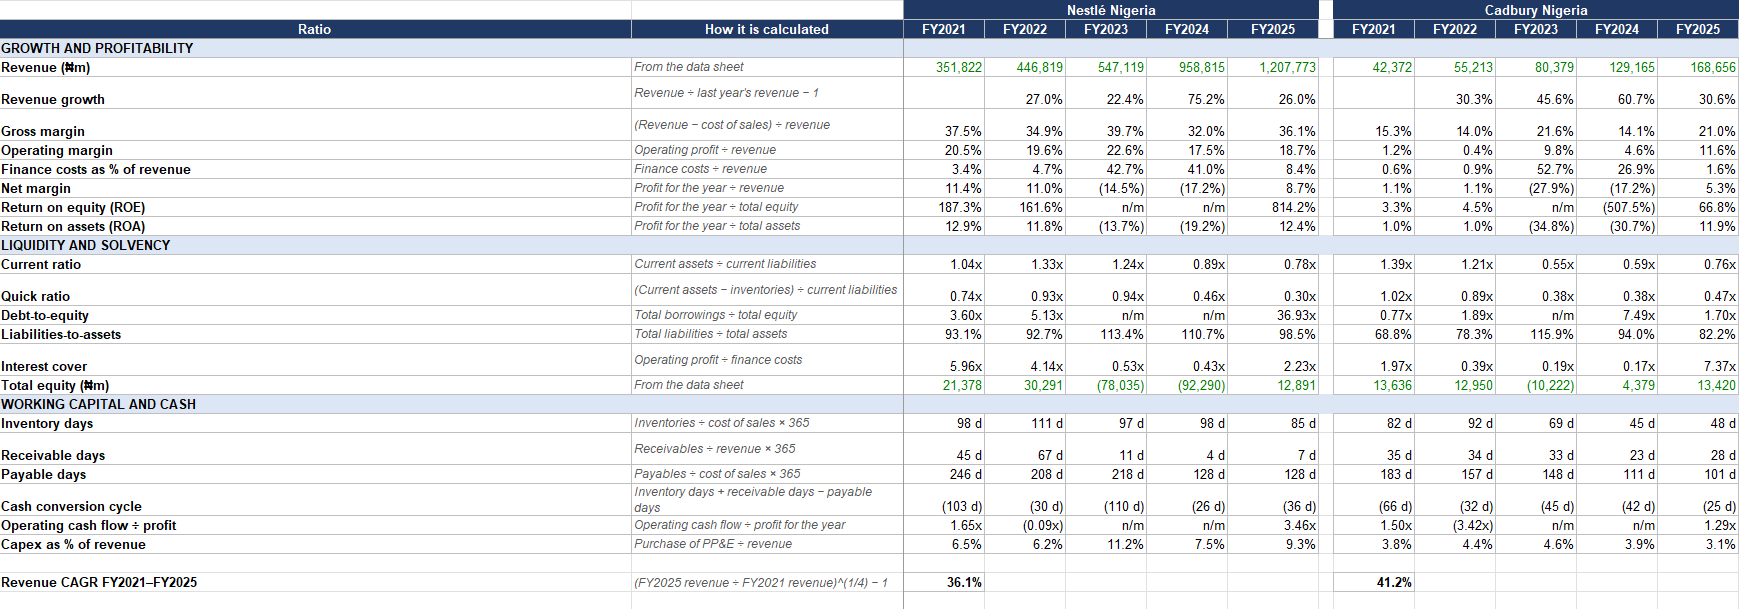 Nestlé Nigeria Cadbury Nigeria
Ratio How it is calculated FY2021 FY2022 FY2023 FY2024 FY2025 FY2021 FY2022 FY2023 FY2024 FY2025
GROWTH AND PROFITABILITY
Revenue (₦m) From the data sheet 351,822 446,819 547,119 958,815 1,207,773 42,372 55,213 80,379 129,165 168,656
Revenue growth Revenue ÷ last year's revenue − 1 27.0% 22.4% 75.2% 26.0% 30.3% 45.6% 60.7% 30.6%
Gross margin (Revenue − cost of sales) ÷ revenue 37.5% 34.9% 39.7% 32.0% 36.1% 15.3% 14.0% 21.6% 14.1% 21.0%
Operating margin Operating profit ÷ revenue 20.5% 19.6% 22.6% 17.5% 18.7% 1.2% 0.4% 9.8% 4.6% 11.6%
Finance costs as % of revenue Finance costs ÷ revenue 3.4% 4.7% 42.7% 41.0% 8.4% 0.6% 0.9% 52.7% 26.9% 1.6%
Net margin Profit for the year ÷ revenue 11.4% 11.0% (14.5%) (17.2%) 8.7% 1.1% 1.1% (27.9%) (17.2%) 5.3%
Return on equity (ROE) Profit for the year ÷ total equity 187.3% 161.6% n/m n/m 814.2% 3.3% 4.5% n/m (507.5%) 66.8%
Return on assets (ROA) Profit for the year ÷ total assets 12.9% 11.8% (13.7%) (19.2%) 12.4% 1.0% 1.0% (34.8%) (30.7%) 11.9%
LIQUIDITY AND SOLVENCY
Current ratio Current assets ÷ current liabilities 1.04x 1.33x 1.24x 0.89x 0.78x 1.39x 1.21x 0.55x 0.59x 0.76x
Quick ratio (Current assets − inventories) ÷ current liabilities 0.74x 0.93x 0.94x 0.46x 0.30x 1.02x 0.89x 0.38x 0.38x 0.47x
Debt-to-equity Total borrowings ÷ total equity 3.60x 5.13x n/m n/m 36.93x 0.77x 1.89x n/m 7.49x 1.70x
Liabilities-to-assets Total liabilities ÷ total assets 93.1% 92.7% 113.4% 110.7% 98.5% 68.8% 78.3% 115.9% 94.0% 82.2%
Interest cover Operating profit ÷ finance costs 5.96x 4.14x 0.53x 0.43x 2.23x 1.97x 0.39x 0.19x 0.17x 7.37x
Total equity (₦m) From the data sheet 21,378 30,291 (78,035) (92,290) 12,891 13,636 12,950 (10,222) 4,379 13,420
WORKING CAPITAL AND CASH
Inventory days Inventories ÷ cost of sales × 365 98 d 111 d 97 d 98 d 85 d 82 d 92 d 69 d 45 d 48 d
Receivable days Receivables ÷ revenue × 365 45 d 67 d 11 d 4 d 7 d 35 d 34 d 33 d 23 d 28 d
Payable days Payables ÷ cost of sales × 365 246 d 208 d 218 d 128 d 128 d 183 d 157 d 148 d 111 d 101 d
Cash conversion cycle Inventory days + receivable days − payable days (103 d) (30 d) (110 d) (26 d) (36 d) (66 d) (32 d) (45 d) (42 d) (25 d)
Operating cash flow ÷ profit Operating cash flow ÷ profit for the year 1.65x (0.09x) n/m n/m 3.46x 1.50x (3.42x) n/m n/m 1.29x
Capex as % of revenue Purchase of PP&E ÷ revenue 6.5% 6.2% 11.2% 7.5% 9.3% 3.8% 4.4% 4.6% 3.9% 3.1%
Revenue CAGR FY2021–FY2025 (FY2025 revenue ÷ FY2021 revenue)^(1/4) − 1 36.1% 41.2%